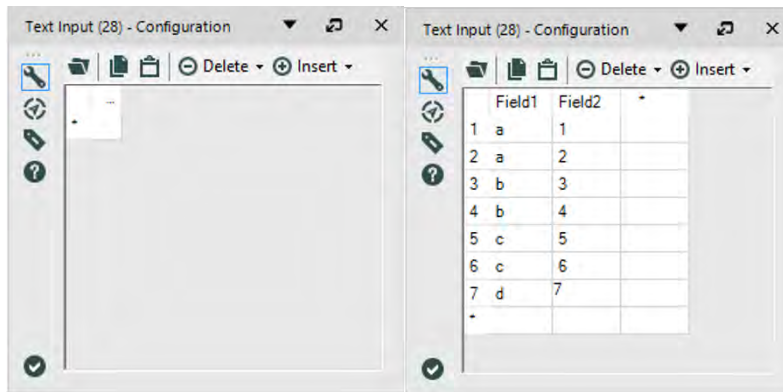 Text Input (28) - Configuration
Delete Insert
...
*
Text Input (28) - Configuration
Delete Insert
Field1 Field2 *
1 a 1
2 a 2
3 b 3
4 b 4
5 c 5
6 c 6
7 d 7
*